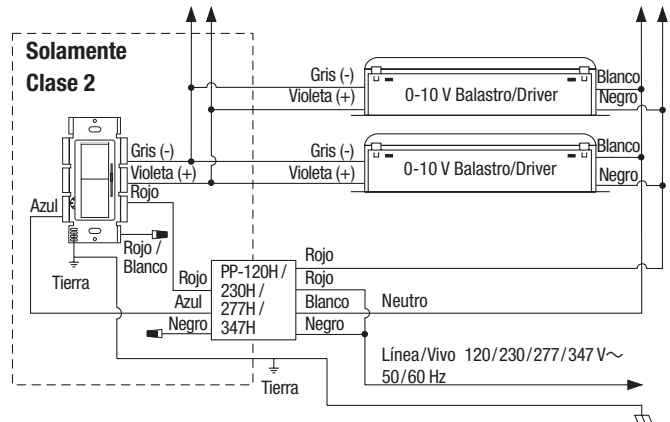 Solamente
Clase 2
Gris (-)
Violeta (+)
0-10 V Balastro/Driver
Blanco
Negro
Gris (-)
Violeta (+)
0-10 V Balastro/Driver
Blanco
Negro
Gris (-)
Violeta (+)
Rojo
Azul
Rojo /
Blanco
Tierra
Rojo
Azul
Negro
PP-120H /
230H /
277H /
347H
Rojo
Rojo
Blanco
Neutro
Negro
Línea/Vivo 120/230/277/347 V~
50/60 Hz
Tierra